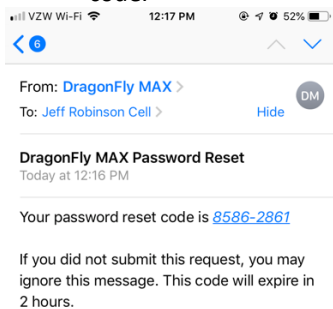 code.
VZW Wi-Fi 12:17 PM 52%
6
From: DragonFly MAX
DM
To: Jeff Robinson Cell Hide
DragonFly MAX Password Reset
Today at 12:16 PM
Your password reset code is 8586-2861
If you did not submit this request, you may
ignore this message. This code will expire in
2 hours.